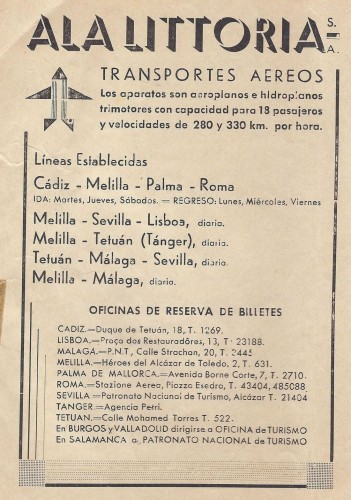 ALA LITTORIA S.A.
TRANSPORTES AEREOS
Los aparatos son aeroplanos e hidroplanos
trimotores con capacidad para 18 pasajeros
y velocidades de 280 y 330 km. por hora.
Líneas Establecidas
Cádiz - Melilla - Palma - Roma
IDA: Martes, Jueves, Sábados. — REGRESO: Lunes, Miércoles, Viernes
Melilla - Sevilla - Lisboa, diaria.
Melilla - Tetuán (Tánger), diaria.
Tetuán - Málaga - Sevilla, diaria.
Melilla - Málaga, diaria.
OFICINAS DE RESERVA DE BILLETES
CADIZ.—Duque de Tetuán, 18, T. 1269.
LISBOA.—Praça dos Restauradôres, 13, T· 23188.
MALAGA.—P.N.T, Calle Strachan, 20, T. 2445
MELILLA.—Héroes del Alcázar de Toledo. 2, T. 631.
PALMA DE MALLORCA.—Avenida Borne Corte, 7, T. 2710.
ROMA.—Stazione Aerea, Piazza Esedra, T. 43404, 485088.
SEVILLA—Patronato Nacional de Turismo, Alcázar T. 21404
TANGER.—Agencia Perri.
TETUAN.—Calle Mohamed Torres T. 522.
En BURGOS y VALLADOLID dirigirse a OFICINA de TURISMO
En SALAMANCA a. PATRONATO NACIONAL de TURISMO